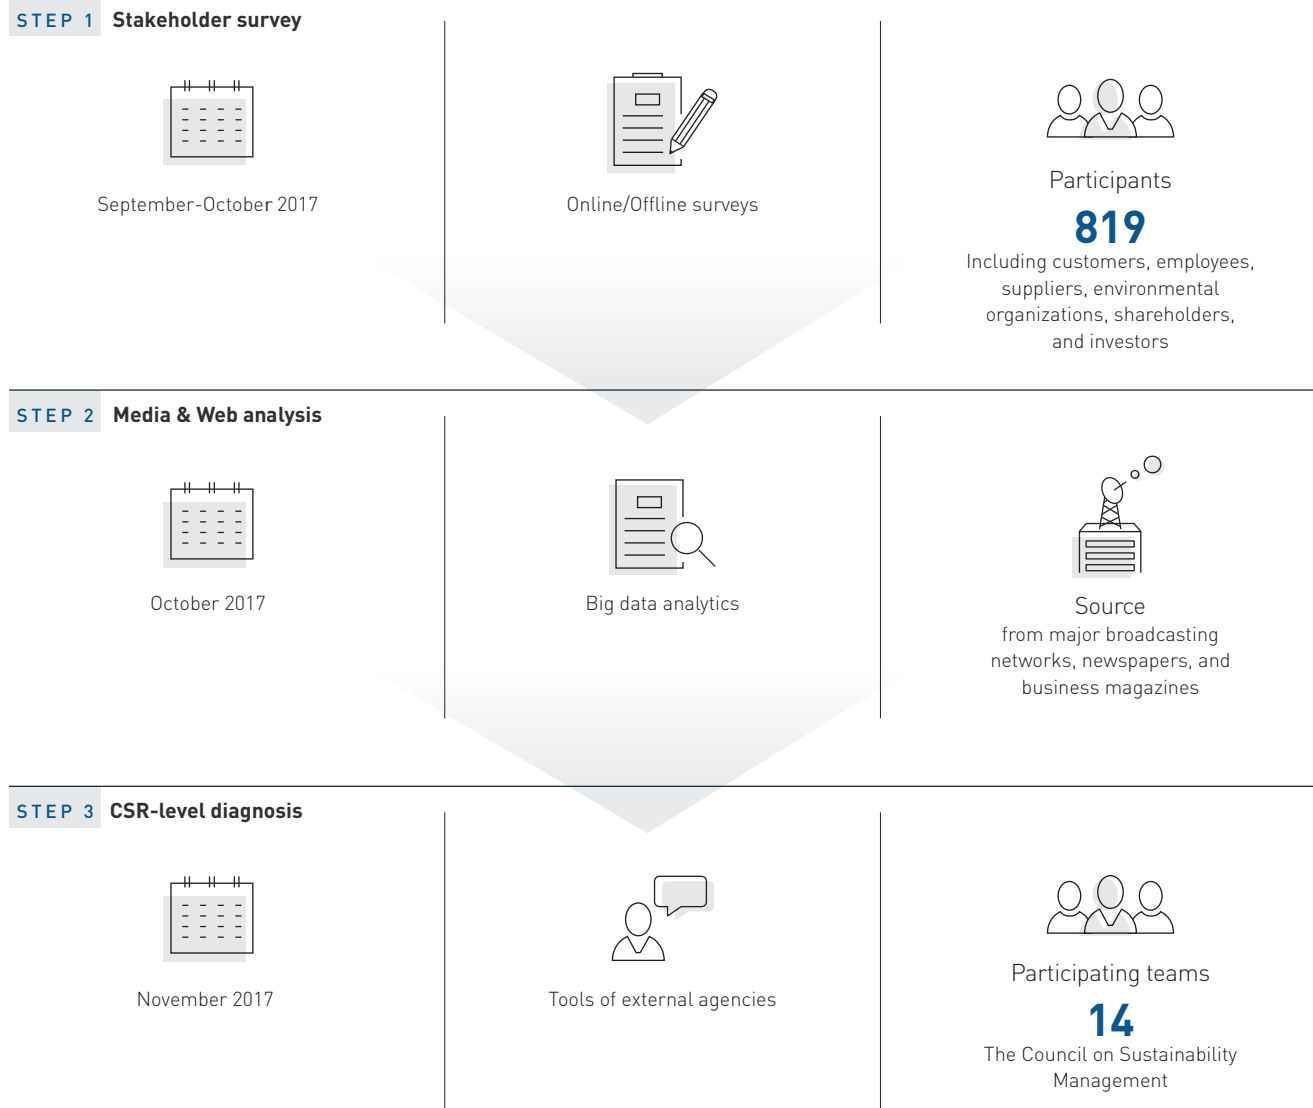 STEP 1 Stakeholder survey
September-October 2017
Online/Offline surveys
Participants
819
Including customers, employees,
suppliers, environmental
organizations, shareholders,
and investors
STEP 2 Media & Web analysis
October 2017
Big data analytics
Source
from major broadcasting
networks, newspapers, and
business magazines
STEP 3 CSR-level diagnosis
November 2017
Tools of external agencies
Participating teams
14
The Council on Sustainability
Management